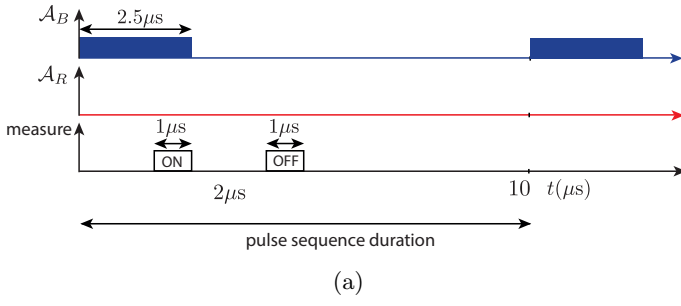 𝒜_B
2.5μs
𝒜_R
measure
1μs 1μs
ON OFF
2μs 10 t(μs)
pulse sequence duration
(a)